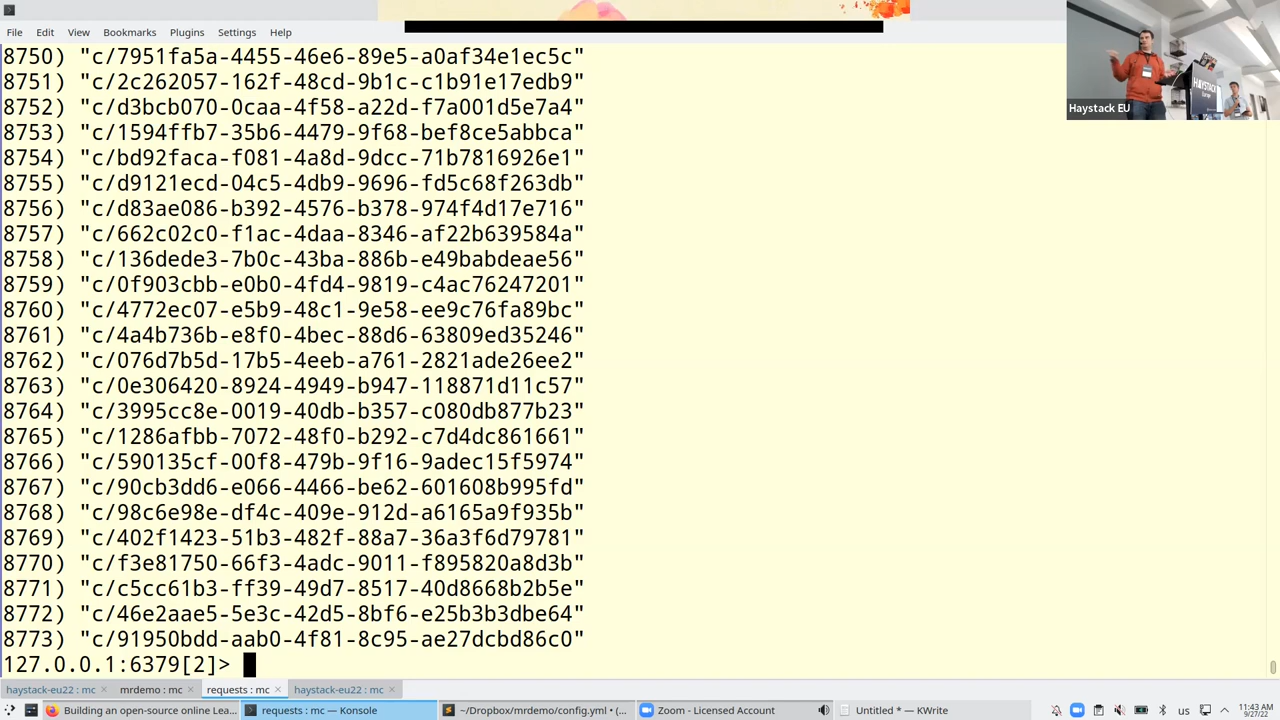 File Edit View Bookmarks Plugins Settings Help
8750) "c/7951fa5a-4455-46e6-89e5-a0af34e1ec5c"
8751) "c/2c262057-162f-48cd-9b1c-c1b91e17edb9"
8752) "c/d3bcb070-0caa-4f58-a22d-f7a001d5e7a4"
8753) "c/1594ffb7-35b6-4479-9f68-bef8ce5abbca"
8754) "c/bd92faca-f081-4a8d-9dcc-71b7816926e1"
8755) "c/d9121ecd-04c5-4db9-9696-fd5c68f263db"
8756) "c/d83ae086-b392-4576-b378-974f4d17e716"
8757) "c/662c02c0-f1ac-4daa-8346-af22b639584a"
8758) "c/136dede3-7b0c-43ba-886b-e49babdeae56"
8759) "c/0f903cbb-e0b0-4fd4-9819-c4ac76247201"
8760) "c/4772ec07-e5b9-48c1-9e58-ee9c76fa89bc"
8761) "c/4a4b736b-e8f0-4bec-88d6-63809ed35246"
8762) "c/076d7b5d-17b5-4eeb-a761-2821ade26ee2"
8763) "c/0e306420-8924-4949-b947-118871d11c57"
8764) "c/3995cc8e-0019-40db-b357-c080db877b23"
8765) "c/1286afbb-7072-48f0-b292-c7d4dc861661"
8766) "c/590135cf-00f8-479b-9f16-9adec15f5974"
8767) "c/90cb3dd6-e066-4466-be62-601608b995fd"
8768) "c/98c6e98e-df4c-409e-912d-a6165a9f935b"
8769) "c/402f1423-51b3-482f-88a7-36a3f6d79781"
8770) "c/f3e81750-66f3-4adc-9011-f895820a8d3b"
8771) "c/c5cc61b3-ff39-49d7-8517-40d8668b2b5e"
8772) "c/46e2aae5-5e3c-42d5-8bf6-e25b3b3dbe64"
8773) "c/91950bdd-aab0-4f81-8c95-ae27dcbd86c0"
127.0.0.1:6379[2]>
HAYSTACK
Haystack EU
haystack-eu22 : mc mrdemo : mc requests : mc haystack-eu22 : mc
Building an open-source online Lea... requests : mc — Konsole ~/Dropbox/mrdemo/config.yml • (... Zoom - Licensed Account Untitled * — KWrite us 11:43 AM
9/27/22